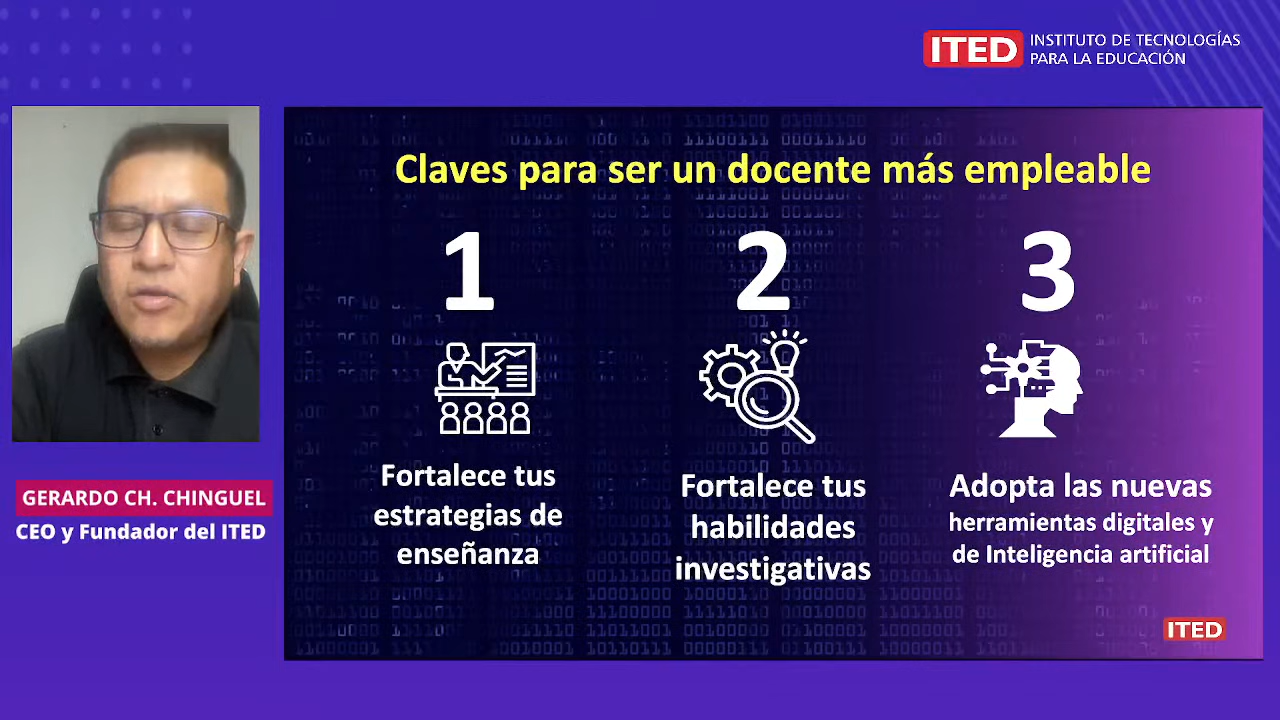 ITED
INSTITUTO DE TECNOLOGÍAS
PARA LA EDUCACIÓN
Claves para ser un docente más empleable
1
Fortalece tus
estrategias de
enseñanza
2
Fortalece tus
habilidades
investigativas
3
Adopta las nuevas
herramientas digitales y
de Inteligencia artificial
ITED
GERARDO CH. CHINGUEL
CEO y Fundador del ITED